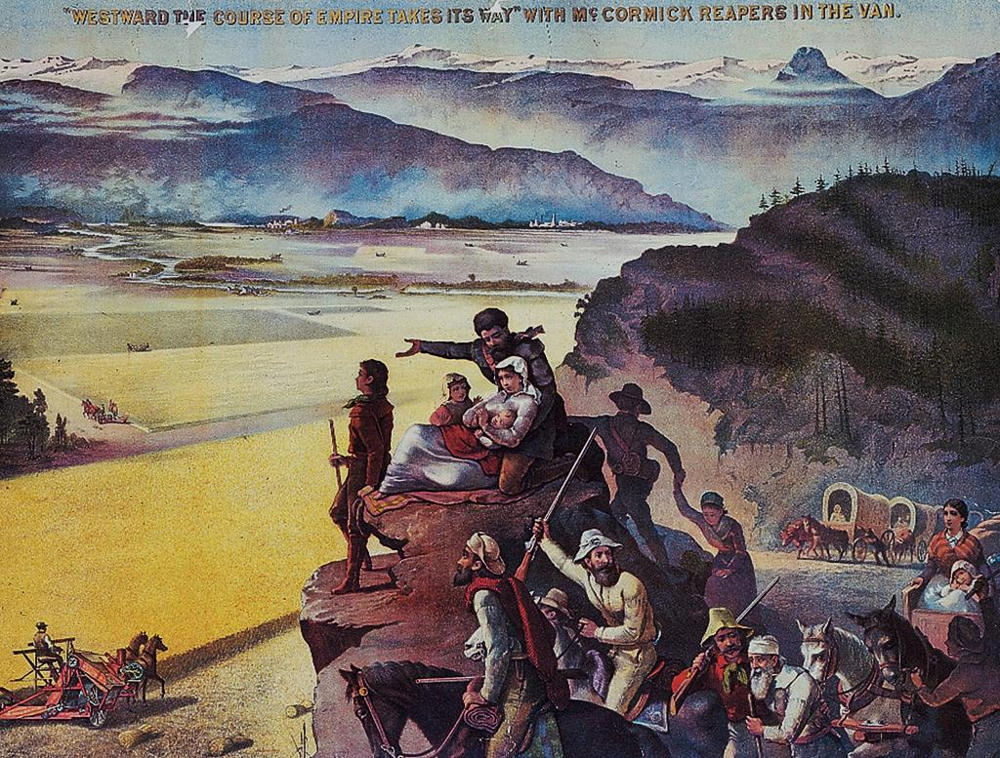 "WESTWARD THE COURSE OF EMPIRE TAKES ITS WAY" WITH McCORMICK REAPERS IN THE VAN.